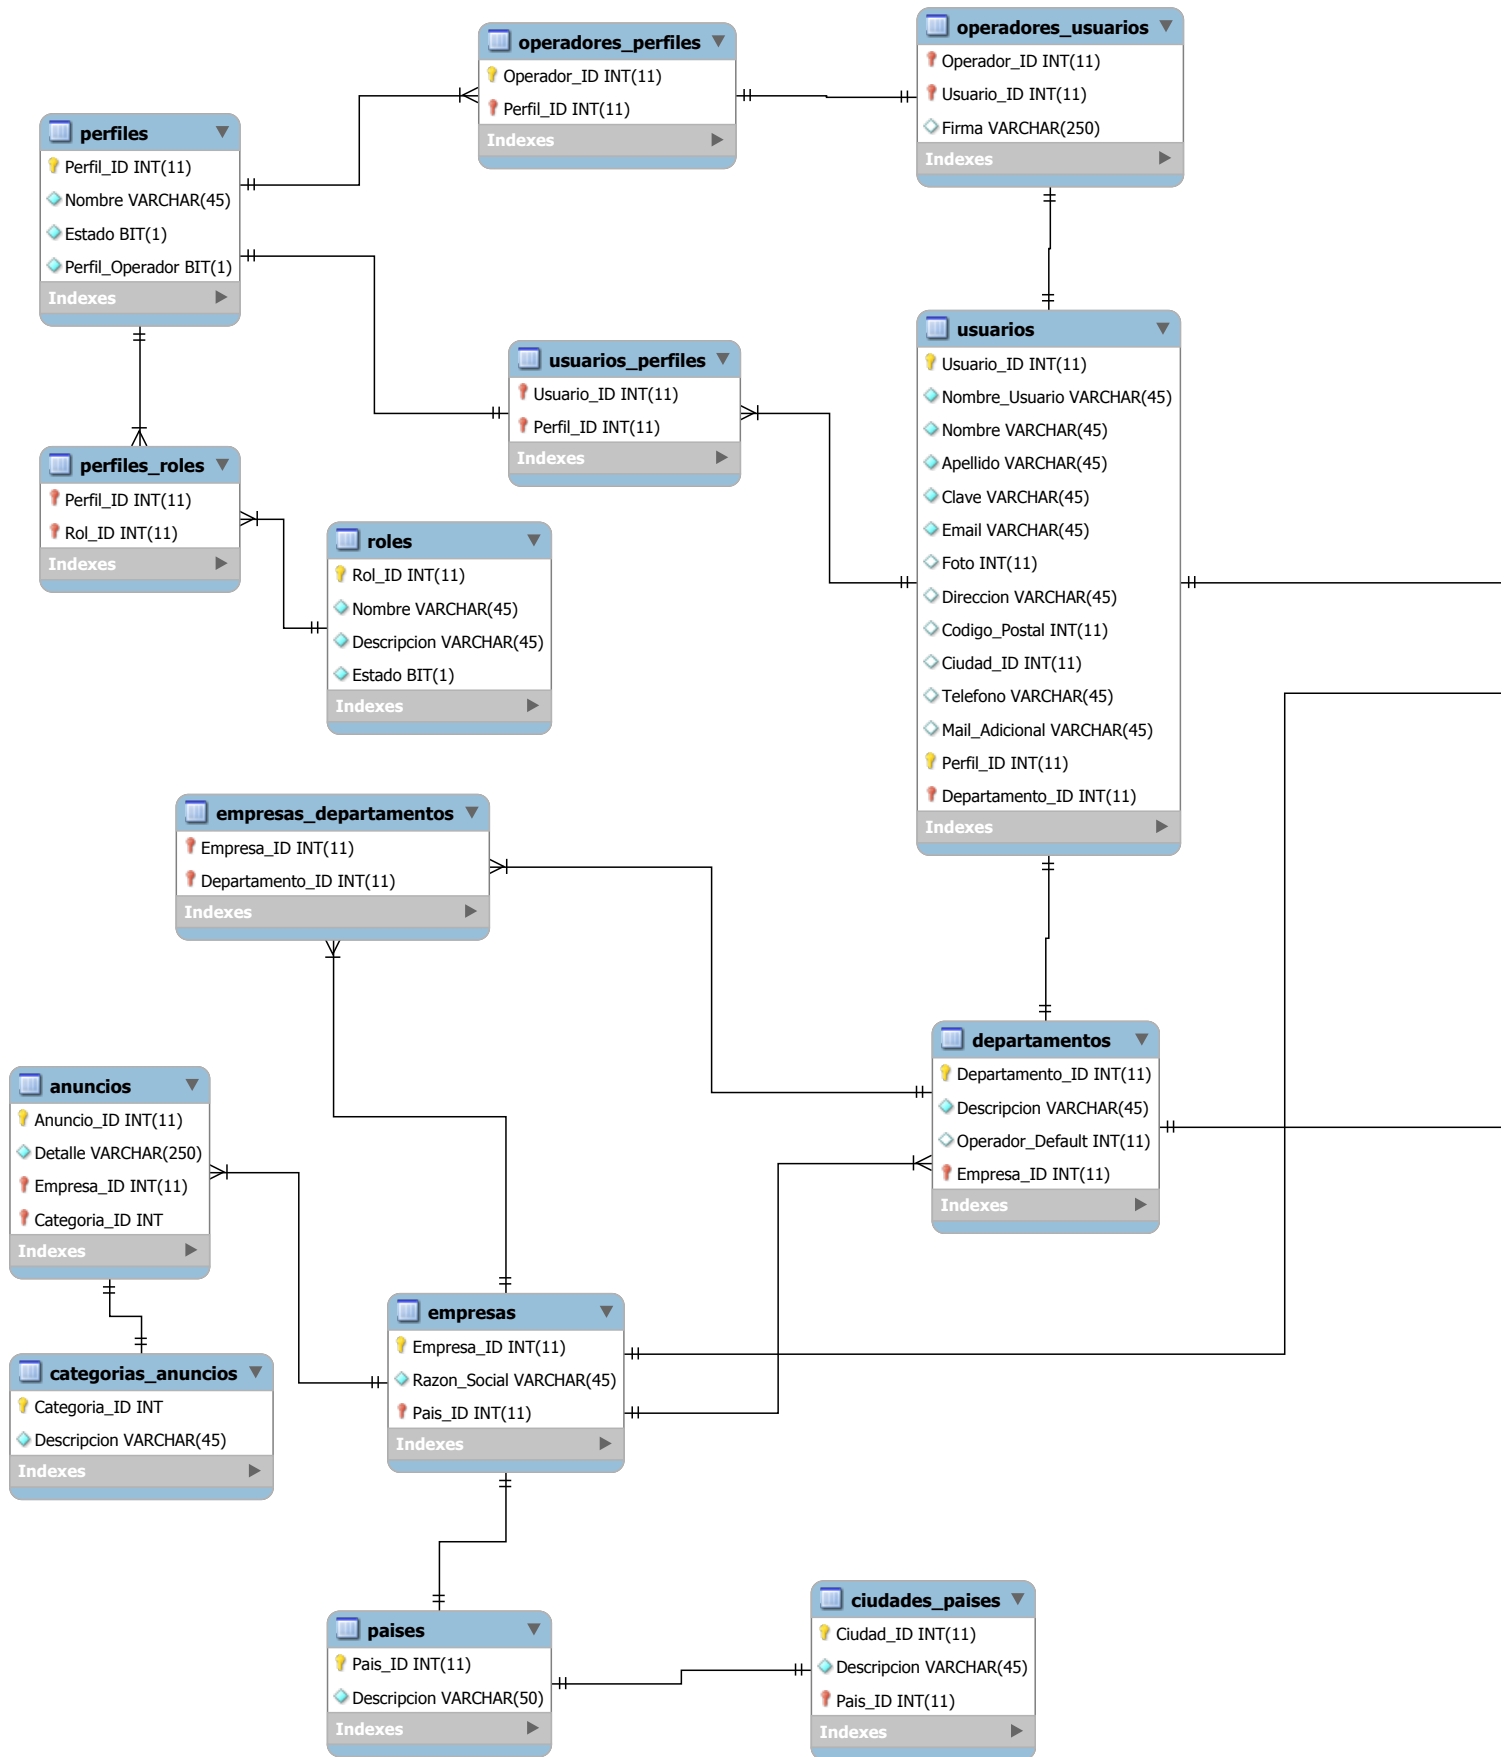 operadores_perfiles
Operador_ID INT(11)
Perfil_ID INT(11)
Indexes
operadores_usuarios
Operador_ID INT(11)
Usuario_ID INT(11)
Firma VARCHAR(250)
Indexes
perfiles
Perfil_ID INT(11)
Nombre VARCHAR(45)
Estado BIT(1)
Perfil_Operador BIT(1)
Indexes
usuarios_perfiles
Usuario_ID INT(11)
Perfil_ID INT(11)
Indexes
usuarios
Usuario_ID INT(11)
Nombre_Usuario VARCHAR(45)
Nombre VARCHAR(45)
Apellido VARCHAR(45)
Clave VARCHAR(45)
Email VARCHAR(45)
Foto INT(11)
Direccion VARCHAR(45)
Codigo_Postal INT(11)
Ciudad_ID INT(11)
Telefono VARCHAR(45)
Mail_Adicional VARCHAR(45)
Perfil_ID INT(11)
Departamento_ID INT(11)
Indexes
perfiles_roles
Perfil_ID INT(11)
Rol_ID INT(11)
Indexes
roles
Rol_ID INT(11)
Nombre VARCHAR(45)
Descripcion VARCHAR(45)
Estado BIT(1)
Indexes
empresas_departamentos
Empresa_ID INT(11)
Departamento_ID INT(11)
Indexes
departamentos
Departamento_ID INT(11)
Descripcion VARCHAR(45)
Operador_Default INT(11)
Empresa_ID INT(11)
Indexes
anuncios
Anuncio_ID INT(11)
Detalle VARCHAR(250)
Empresa_ID INT(11)
Categoria_ID INT
Indexes
empresas
Empresa_ID INT(11)
Razon_Social VARCHAR(45)
Pais_ID INT(11)
Indexes
categorias_anuncios
Categoria_ID INT
Descripcion VARCHAR(45)
Indexes
paises
Pais_ID INT(11)
Descripcion VARCHAR(50)
Indexes
ciudades_paises
Ciudad_ID INT(11)
Descripcion VARCHAR(45)
Pais_ID INT(11)
Indexes